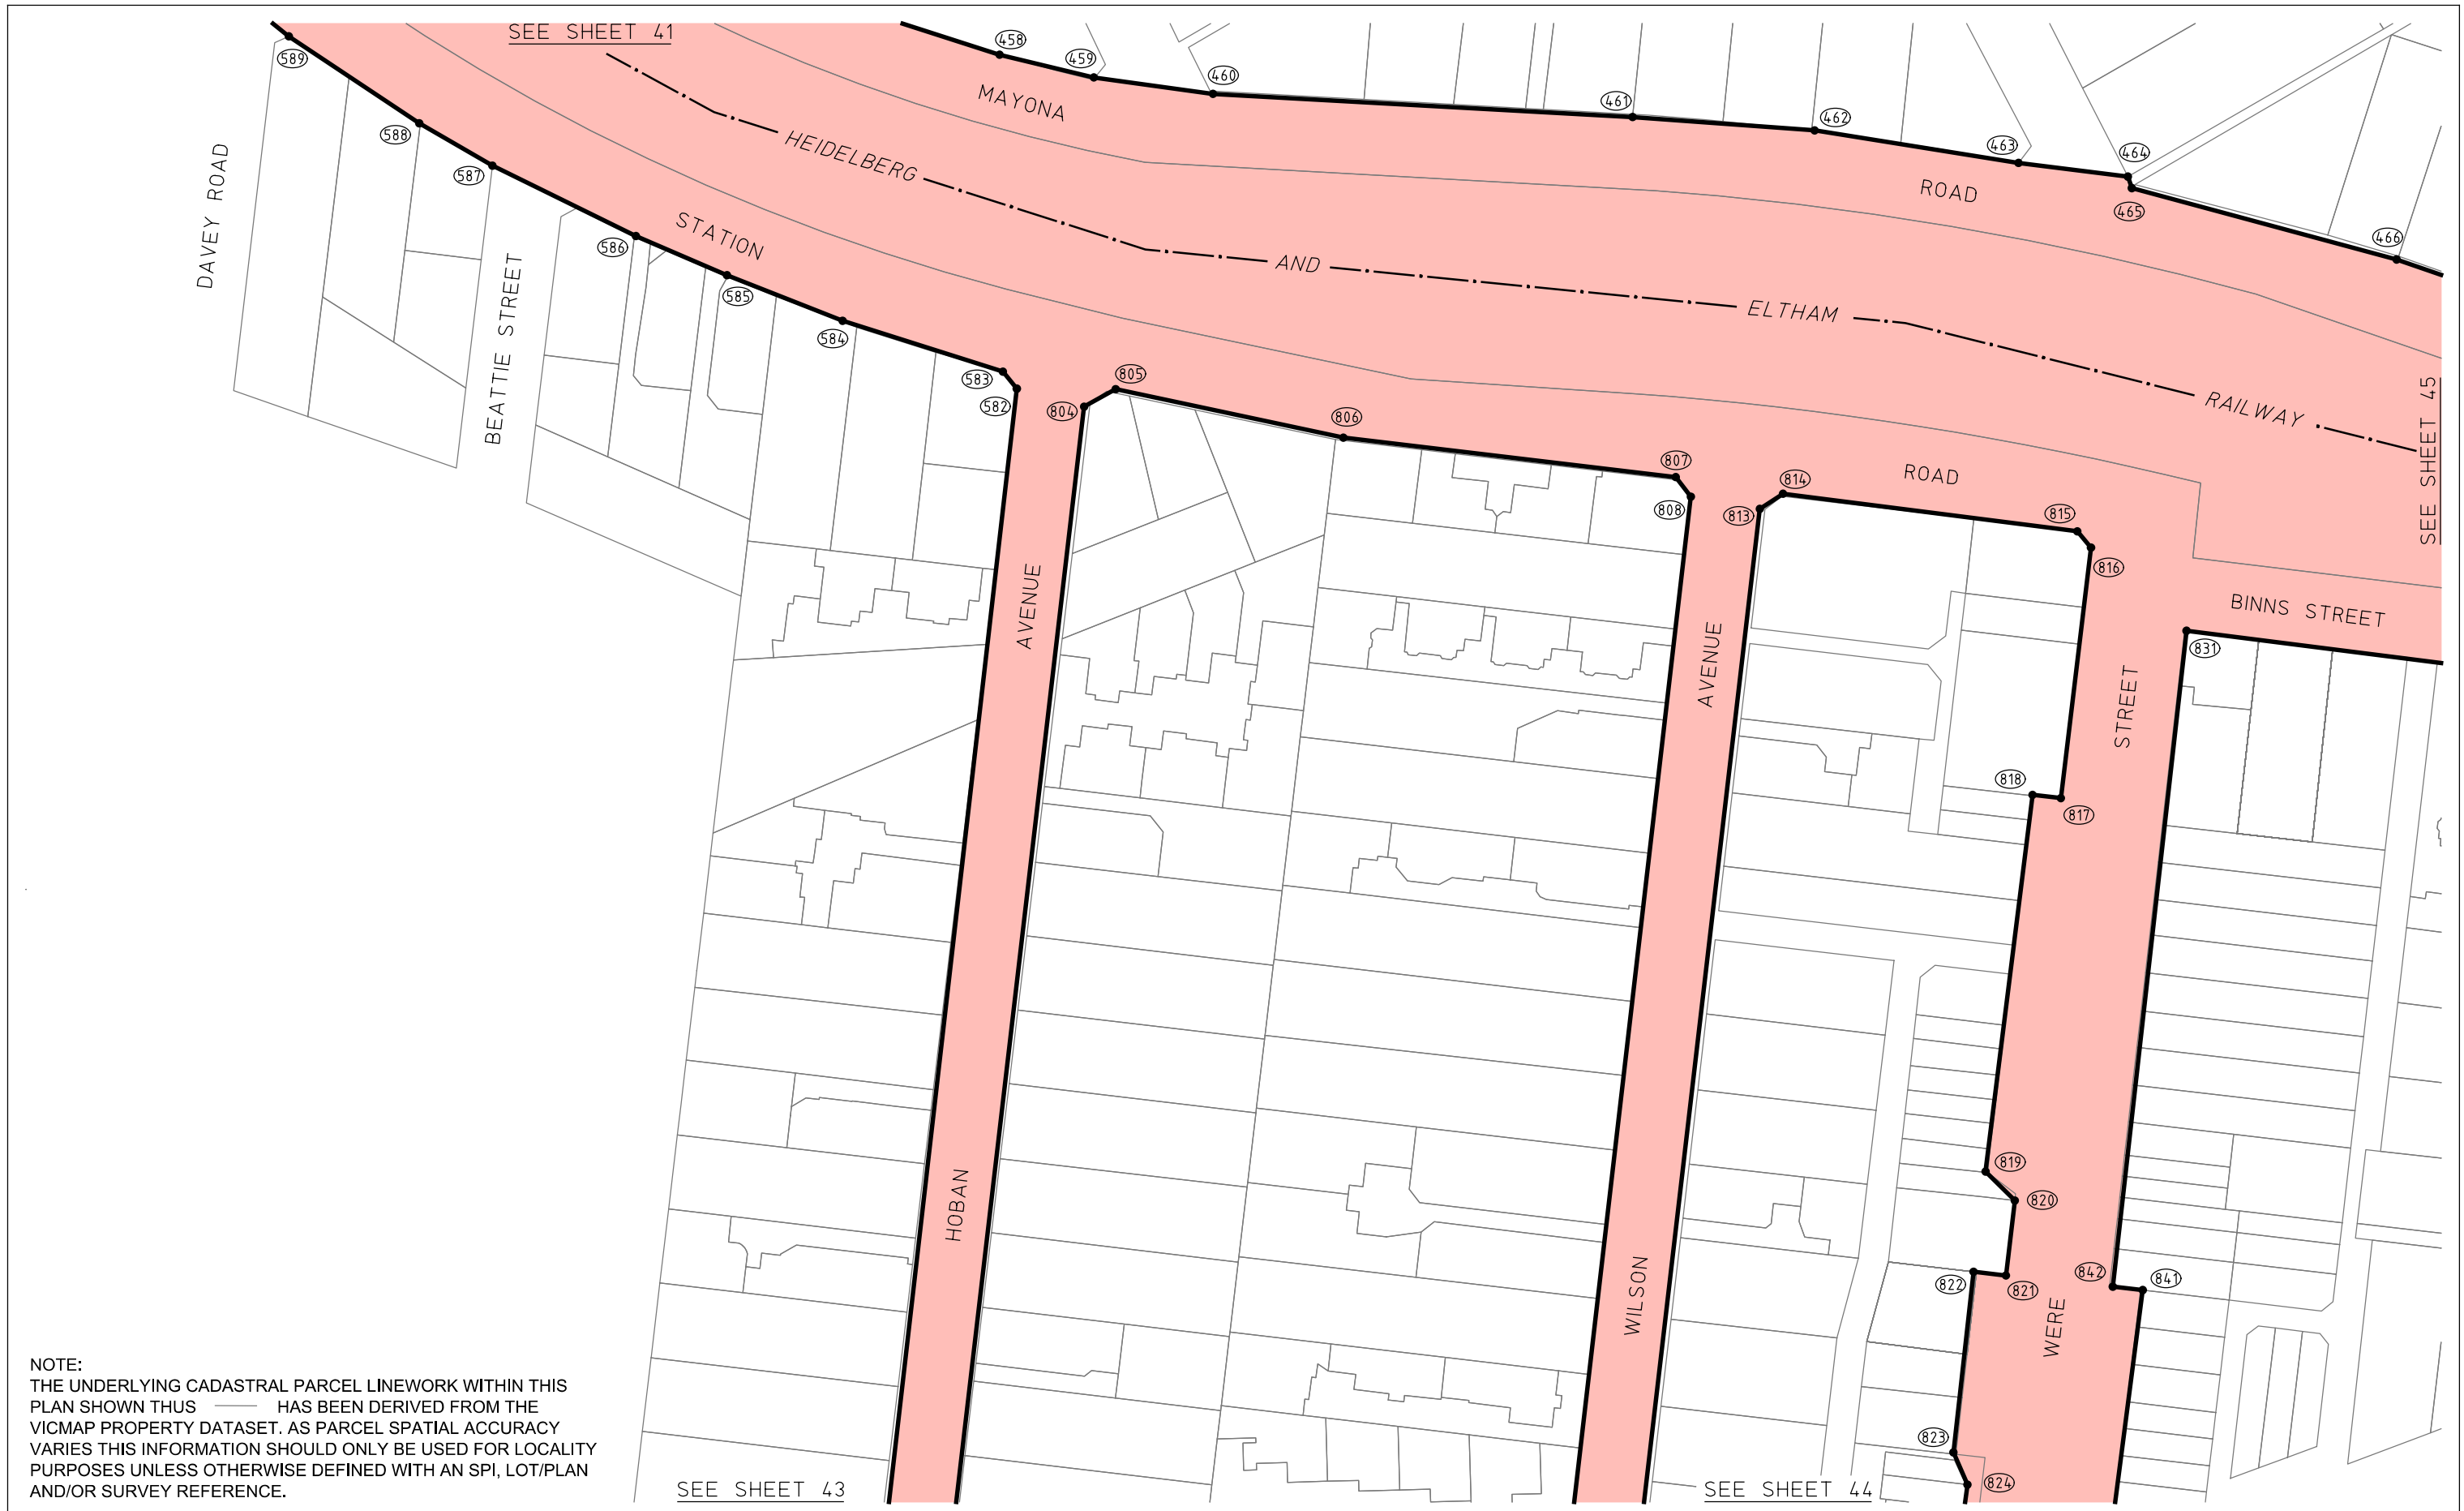 SEE SHEET 41
589
458
459
460
461
462
463
464
465
466
MAYONA
ROAD
588
587
586
585
584
583
582
DAVEY ROAD
BEATTIE STREET
STATION
HEIDELBERG
AND
ELTHAM
RAILWAY
SEE SHEET 45
804
805
806
807
808
813
814
815
816
ROAD
BINNS STREET
831
AVENUE
AVENUE
STREET
818
817
819
820
822
821
842
841
HOBAN
WILSON
WERE
823
824
NOTE:
THE UNDERLYING CADASTRAL PARCEL LINEWORK WITHIN THIS
PLAN SHOWN THUS HAS BEEN DERIVED FROM THE
VICMAP PROPERTY DATASET. AS PARCEL SPATIAL ACCURACY
VARIES THIS INFORMATION SHOULD ONLY BE USED FOR LOCALITY
PURPOSES UNLESS OTHERWISE DEFINED WITH AN SPI, LOT/PLAN
AND/OR SURVEY REFERENCE.
SEE SHEET 43
SEE SHEET 44